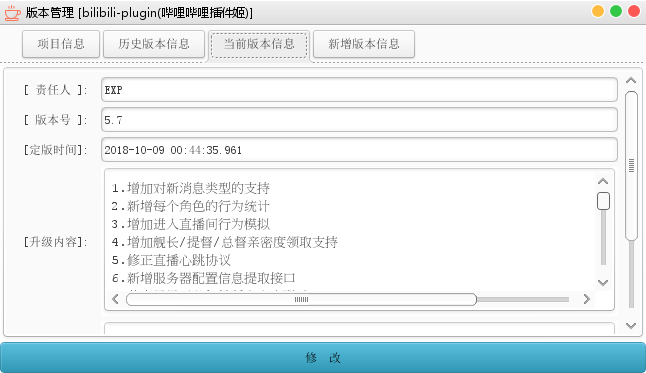 版本管理 [bilibili-plugin(哔哩哔哩插件姬)]
项目信息 历史版本信息 当前版本信息 新增版本信息
[ 责任人 ]: EXP
[ 版本号 ]: 5.7
[定版时间]: 2018-10-09 00:44:35.961
1.增加对新消息类型的支持
2.新增每个角色的行为统计
3.增加进入直播间行为模拟
[升级内容]: 4.增加舰长/提督/总督亲密度领取支持
5.修正直播心跳协议
6.新增服务器配置信息提取接口
修 改